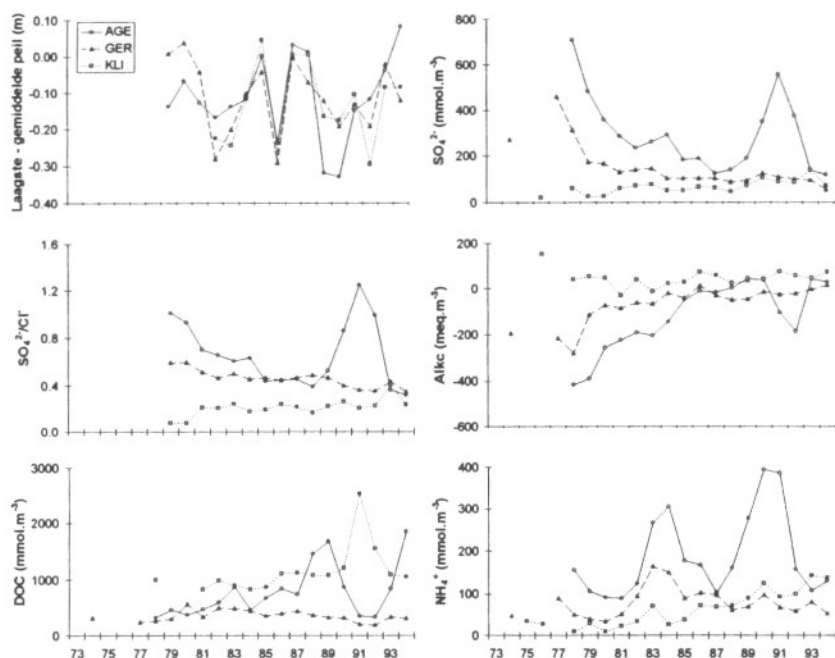 AGE
GER
KLI
Laagste - gemiddelde peil (m)
0.10
0.00
-0.10
-0.20
-0.30
-0.40
SO₄²⁻ (mmol.m⁻³)
800
600
400
200
0
SO₄²⁻/Cl⁻
1.6
1.2
0.8
0.4
0.0
Alkc (meq.m⁻³)
200
0
-200
-400
-600
DOC (mmol.m⁻³)
3000
2000
1000
0
73 75 77 79 81 83 85 87 89 91 93
NH₄⁺ (mmol.m⁻³)
400
300
200
100
0
73 75 77 79 81 83 85 87 89 91 93